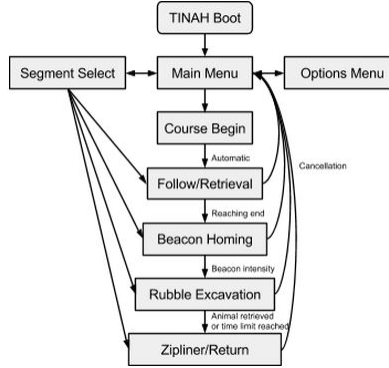 TINAH Boot
Segment Select
Main Menu
Options Menu
Course Begin
Automatic
Cancellation
Follow/Retrieval
Reaching end
Beacon Homing
Beacon intensity
Rubble Excavation
Animal retrieved
or time limit reached
Zipliner/Return